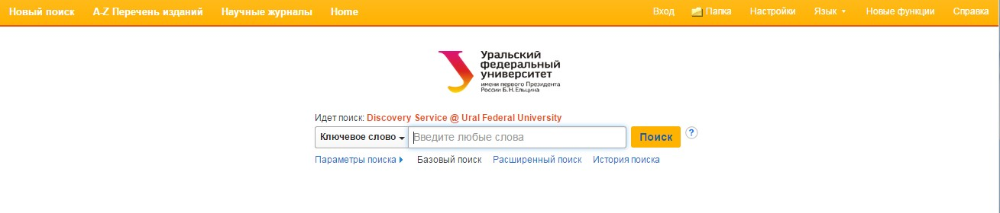 Новый поиск A-Z Перечень изданий Научные журналы Home Вход Папка Настройки Язык Новые функции Справка
Уральский
федеральный
университет
имени первого Президента
России Б.Н.Ельцина
Идет поиск: Discovery Service @ Ural Federal University
Ключевое слово Введите любые слова Поиск ?
Параметры поиска Базовый поиск Расширенный поиск История поиска